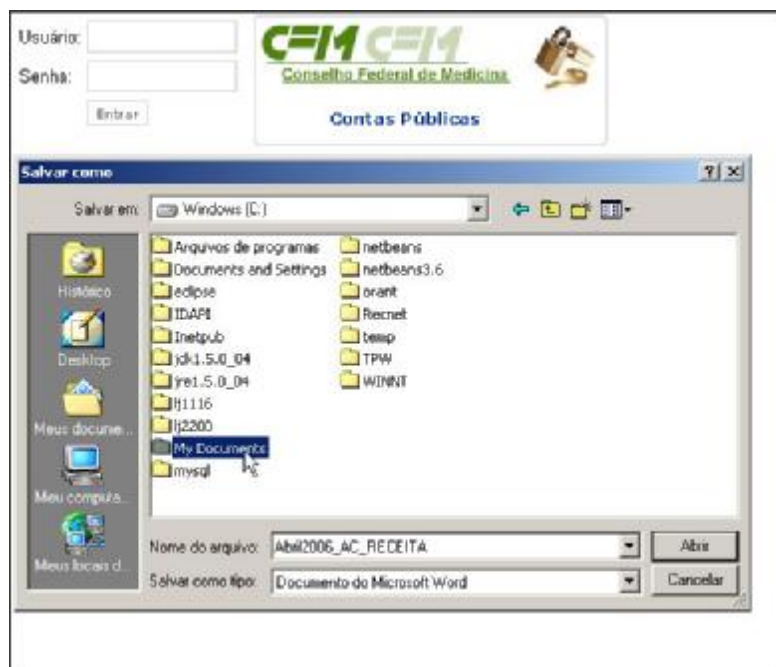 Usuário:
Senha:
Entrar
CFM CFM
Conselho Federal de Medicina
Contas Públicas
Salvar como
Salvar em: Windows (C:)
Histórico
Desktop
Meus docume...
Meu computa...
Meus locais d...
Arquivos de programas
Documents and Settings
eclipse
IDAPI
Inetpub
jdk1.5.0_04
jre1.5.0_04
lj1116
lj2200
My Documents
mysql
netbeans
netbeans3.6
orant
Recnet
temp
TPW
WINNT
Nome do arquivo: Abril2006_AC_RECEITA
Abrir
Salvar como tipo: Documento do Microsoft Word
Cancelar